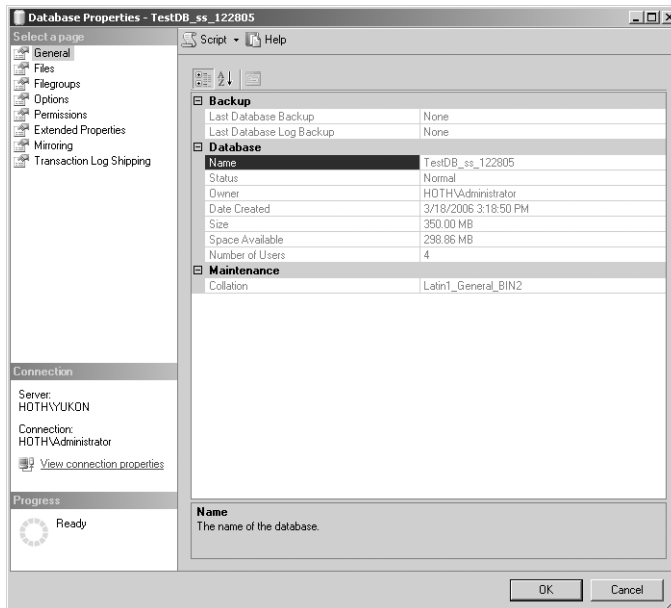 Database Properties - TestDB_ss_122805
Select a page
General
Files
Filegroups
Options
Permissions
Extended Properties
Mirroring
Transaction Log Shipping
Connection
Server:
HOTH\YUKON
Connection:
HOTH\Administrator
View connection properties
Progress
Ready
Script Help
Backup
Last Database Backup None
Last Database Log Backup None
Database
Name TestDB_ss_122805
Status Normal
Owner HOTH\Administrator
Date Created 3/18/2006 3:18:50 PM
Size 350.00 MB
Space Available 298.86 MB
Number of Users 4
Maintenance
Collation Latin1_General_BIN2
Name
The name of the database.
OK Cancel